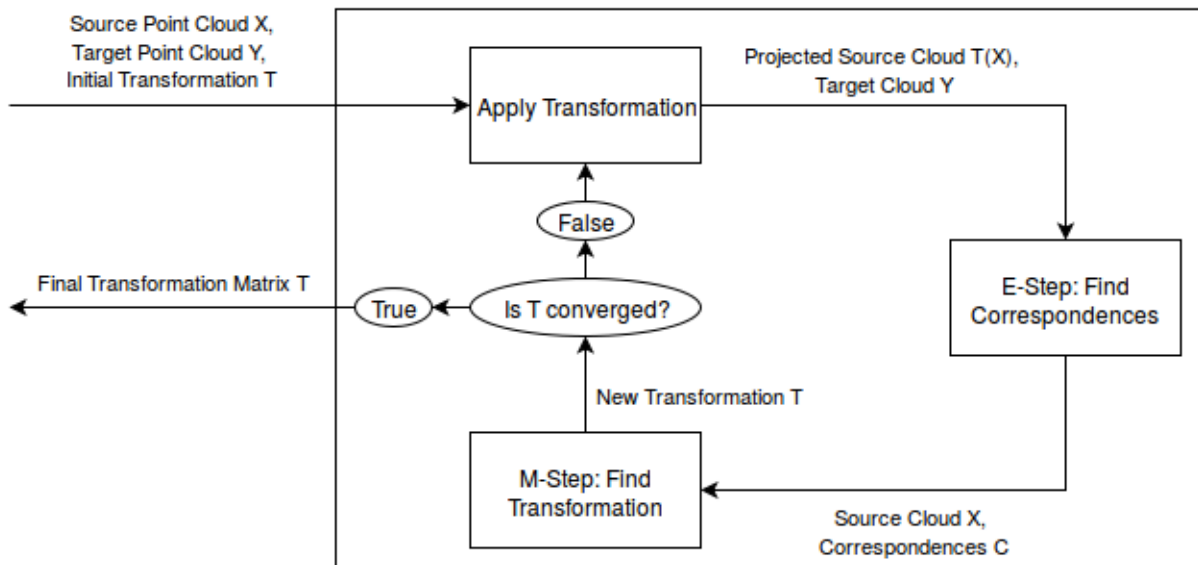 Source Point Cloud X,
Target Point Cloud Y,
Initial Transformation T
Apply Transformation
Projected Source Cloud T(X),
Target Cloud Y
False
Final Transformation Matrix T
True
Is T converged?
E-Step: Find
Correspondences
New Transformation T
M-Step: Find
Transformation
Source Cloud X,
Correspondences C